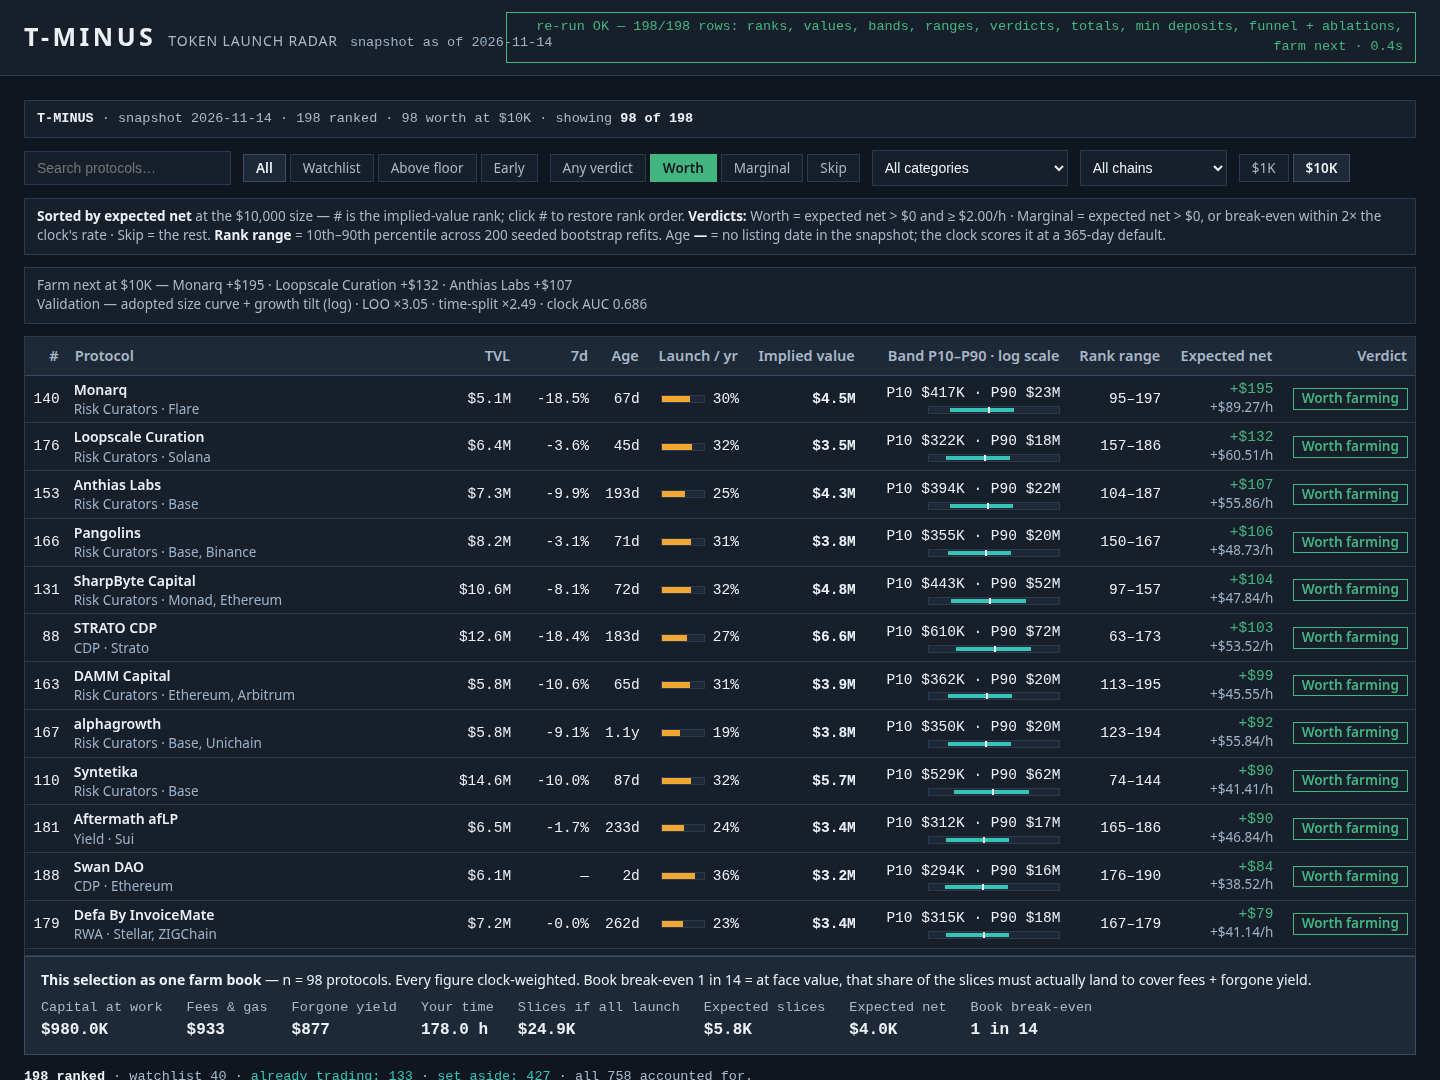 T-MINUS TOKEN LAUNCH RADAR snapshot as of 2026-11-14
re-run OK — 198/198 rows: ranks, values, bands, ranges, verdicts, totals, min deposits, funnel + ablations,
farm next · 0.4s
T-MINUS · snapshot 2026-11-14 · 198 ranked · 98 worth at $10K · showing 98 of 198
Search protocols… All Watchlist Above floor Early Any verdict Worth Marginal Skip All categories All chains $1K $10K
Sorted by expected net at the $10,000 size — # is the implied-value rank; click # to restore rank order. Verdicts: Worth = expected net > $0 and ≥ $2.00/h · Marginal = expected net > $0, or break-even within 2× the
clock's rate · Skip = the rest. Rank range = 10th–90th percentile across 200 seeded bootstrap refits. Age — = no listing date in the snapshot; the clock scores it at a 365-day default.
Farm next at $10K — Monarq +$195 · Loopscale Curation +$132 · Anthias Labs +$107
Validation — adopted size curve + growth tilt (log) · LOO ×3.05 · time-split ×2.49 · clock AUC 0.686
# Protocol TVL 7d Age Launch / yr Implied value Band P10–P90 · log scale Rank range Expected net Verdict
140 Monarq $5.1M -18.5% 67d 30% $4.5M P10 $417K · P90 $23M 95–197 +$195 Worth farming
Risk Curators · Flare +$89.27/h
176 Loopscale Curation $6.4M -3.6% 45d 32% $3.5M P10 $322K · P90 $18M 157–186 +$132 Worth farming
Risk Curators · Solana +$60.51/h
153 Anthias Labs $7.3M -9.9% 193d 25% $4.3M P10 $394K · P90 $22M 104–187 +$107 Worth farming
Risk Curators · Base +$55.86/h
166 Pangolins $8.2M -3.1% 71d 31% $3.8M P10 $355K · P90 $20M 150–167 +$106 Worth farming
Risk Curators · Base, Binance +$48.73/h
131 SharpByte Capital $10.6M -8.1% 72d 32% $4.8M P10 $443K · P90 $52M 97–157 +$104 Worth farming
Risk Curators · Monad, Ethereum +$47.84/h
88 STRATO CDP $12.6M -18.4% 183d 27% $6.6M P10 $610K · P90 $72M 63–173 +$103 Worth farming
CDP · Strato +$53.52/h
163 DAMM Capital $5.8M -10.6% 65d 31% $3.9M P10 $362K · P90 $20M 113–195 +$99 Worth farming
Risk Curators · Ethereum, Arbitrum +$45.55/h
167 alphagrowth $5.8M -9.1% 1.1y 19% $3.8M P10 $350K · P90 $20M 123–194 +$92 Worth farming
Risk Curators · Base, Unichain +$55.84/h
110 Syntetika $14.6M -10.0% 87d 32% $5.7M P10 $529K · P90 $62M 74–144 +$90 Worth farming
Risk Curators · Base +$41.41/h
181 Aftermath afLP $6.5M -1.7% 233d 24% $3.4M P10 $312K · P90 $17M 165–186 +$90 Worth farming
Yield · Sui +$46.84/h
188 Swan DAO $6.1M — 2d 36% $3.2M P10 $294K · P90 $16M 176–190 +$84 Worth farming
CDP · Ethereum +$38.52/h
179 Defa By InvoiceMate $7.2M -0.0% 262d 23% $3.4M P10 $315K · P90 $18M 167–179 +$79 Worth farming
RWA · Stellar, ZIGChain +$41.14/h
This selection as one farm book — n = 98 protocols. Every figure clock-weighted. Book break-even 1 in 14 = at face value, that share of the slices must actually land to cover fees + forgone yield.
Capital at work Fees & gas Forgone yield Your time Slices if all launch Expected slices Expected net Book break-even
$980.0K $933 $877 178.0 h $24.9K $5.8K $4.0K 1 in 14
198 ranked · watchlist 40 · already trading: 133 · set aside: 427 · all 758 accounted for.